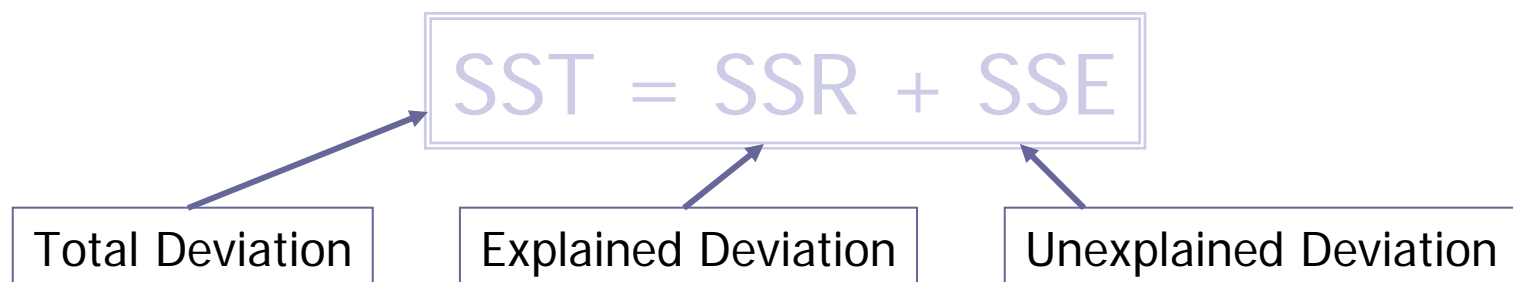 SST = SSR + SSE
Total Deviation
Explained Deviation
Unexplained Deviation